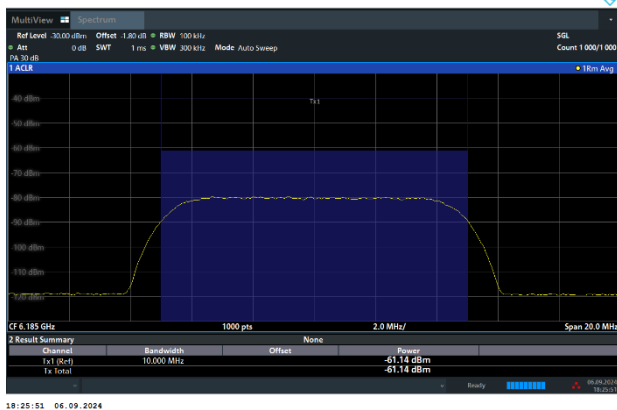 MultiView Spectrum
Ref Level -30.00 dBm Offset -1.80 dB RBW 100 kHz SGL
Att 0 dB SWT 1 ms VBW 300 kHz Mode Auto Sweep Count 1000/1000
PA 30 dB
1 ACLR 1Rm Avg
-40 dBm
Tx1
-50 dBm
-60 dBm
-70 dBm
-80 dBm
-90 dBm
-100 dBm
-110 dBm
-120 dBm
CF 6.185 GHz 1000 pts 2.0 MHz/ Span 20.0 MHz
2 Result Summary None
Channel Bandwidth Offset Power
Tx1 (Ref) 10.000 MHz -61.14 dBm
Tx Total -61.14 dBm
Ready 06.09.2024
18:25:51
18:25:51 06.09.2024